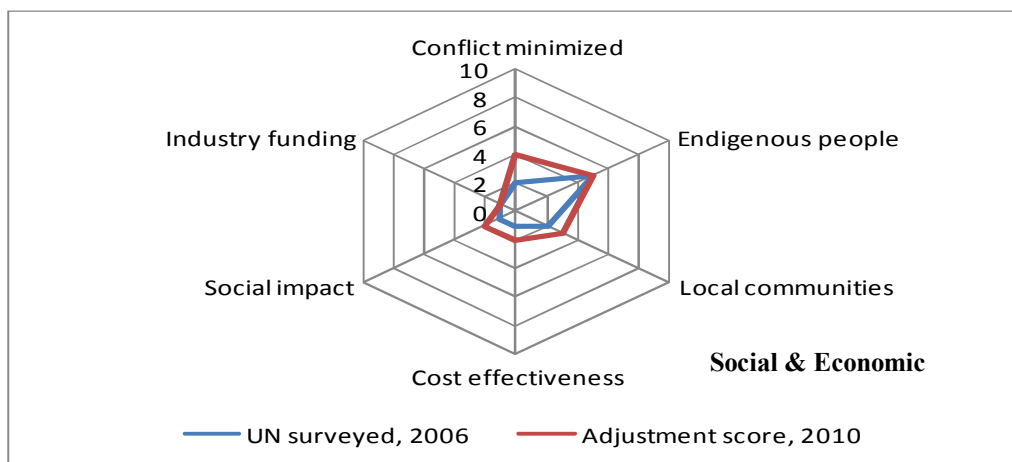 Conflict minimized
10
8
6
4
2
0
Industry funding
Endigenous people
Social impact
Local communities
Cost effectiveness
Social & Economic
UN surveyed, 2006
Adjustment score, 2010